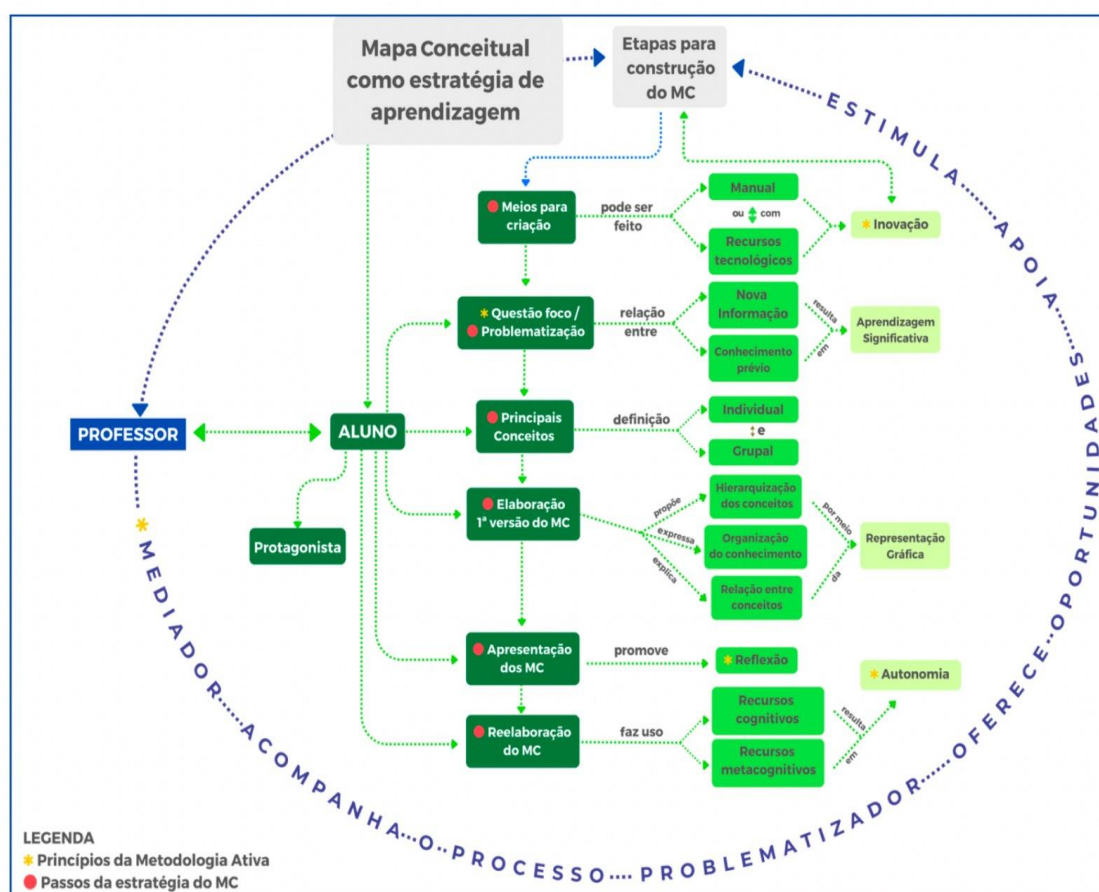 Mapa Conceitual
como estratégia de
aprendizagem
Etapas para
construção
do MC
Meios para
criação
pode ser
feito
Manual
ou com
Recursos
tecnológicos
Inovação
Questão foco /
Problematização
relação
entre
Nova
Informação
Conhecimento
prévio
resulta
em
Aprendizagem
Significativa
PROFESSOR
ALUNO
Protagonista
Principais
Conceitos
definição
Individual
e
Grupal
Elaboração
1ª versão do MC
propõe
expressa
explica
Hierarquização
dos conceitos
Organização
do conhecimento
Relação entre
conceitos
por meio
da
Representação
Gráfica
Apresentação
dos MC
promove
Reflexão
Reelaboração
do MC
faz uso
Recursos
cognitivos
Recursos
metacognitivos
resulta
em
Autonomia
MEDIADOR....ACOMPANHA O PROCESSO....PROBLEMATIZADOR.....OFERECE OPORTUNIDADES....APOIA....ESTIMULA
LEGENDA
Princípios da Metodologia Ativa
Passos da estratégia do MC